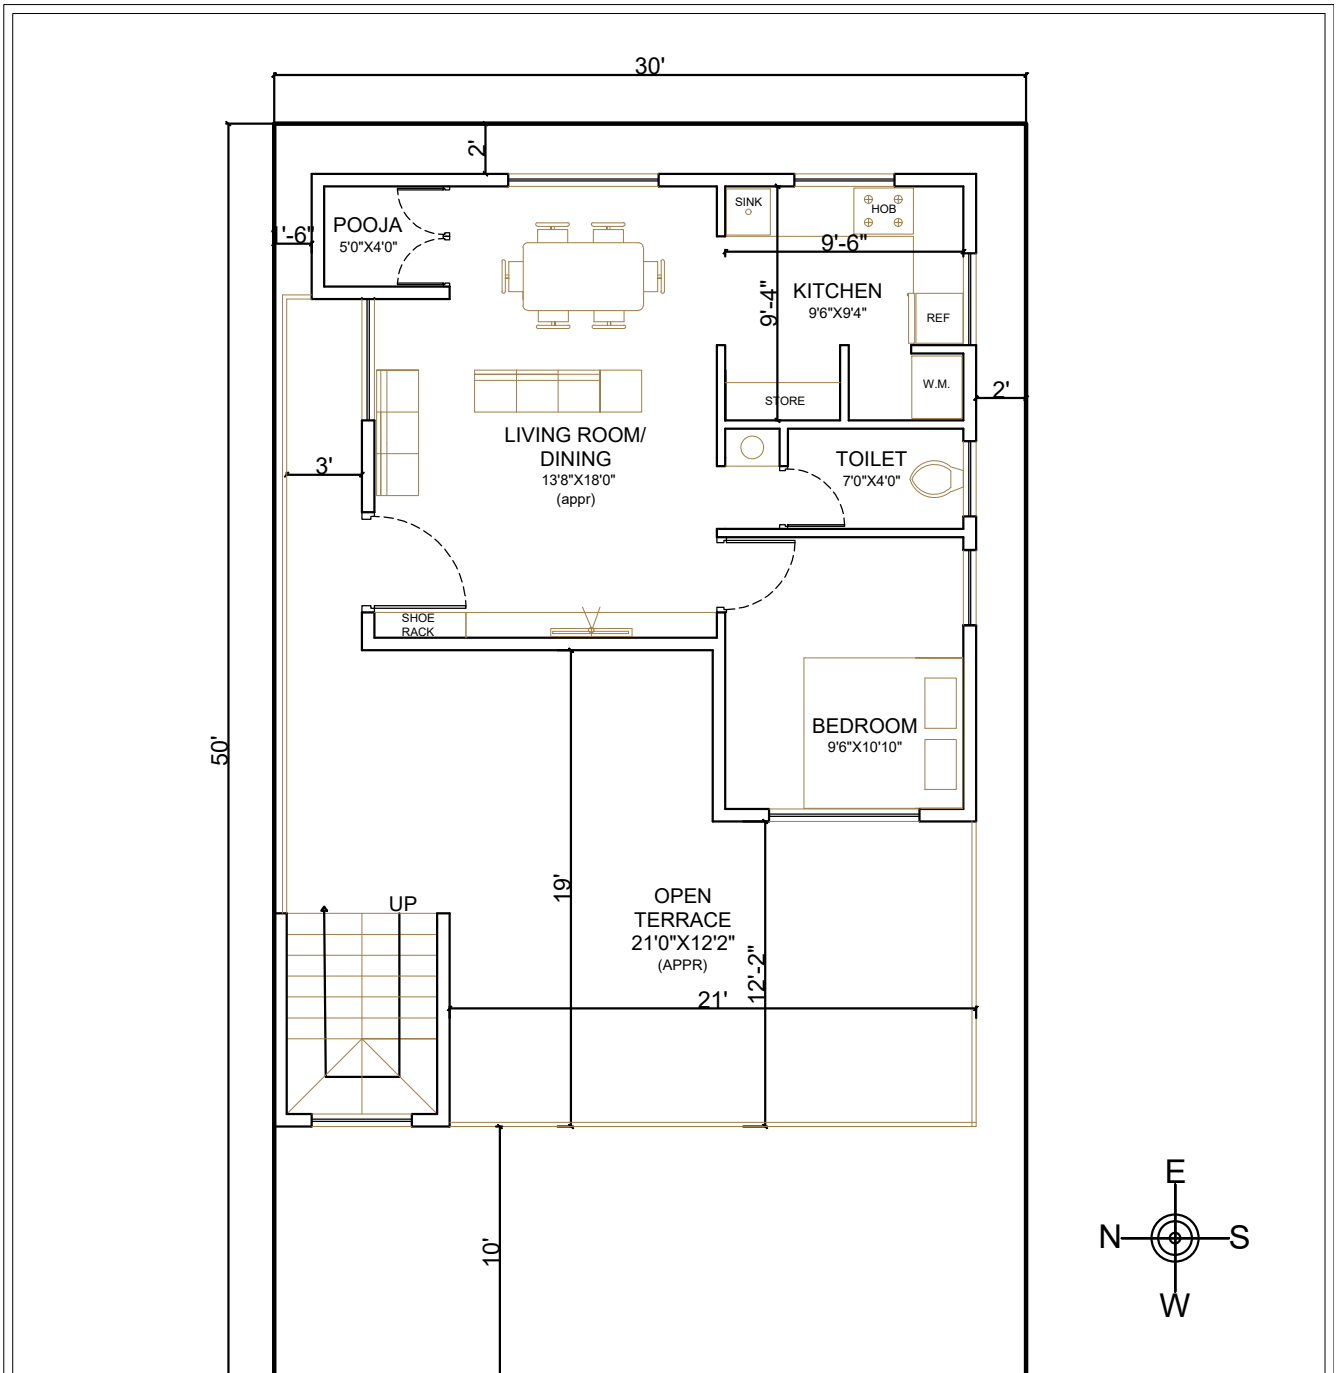 30'
2'
SINK
HOB
POOJA
5'0"X4'0"
1'-6"
9'-6"
KITCHEN
9'6"X9'4"
9'-4"
REF
W.M.
2'
STORE
LIVING ROOM/
DINING
13'8"X18'0"
(appr)
TOILET
7'0"X4'0"
3'
SHOE
RACK
BEDROOM
9'6"X10'10"
50'
UP
19'
OPEN
TERRACE
21'0"X12'2"
(APPR)
12'-2"
21'
10'
E
N
S
W